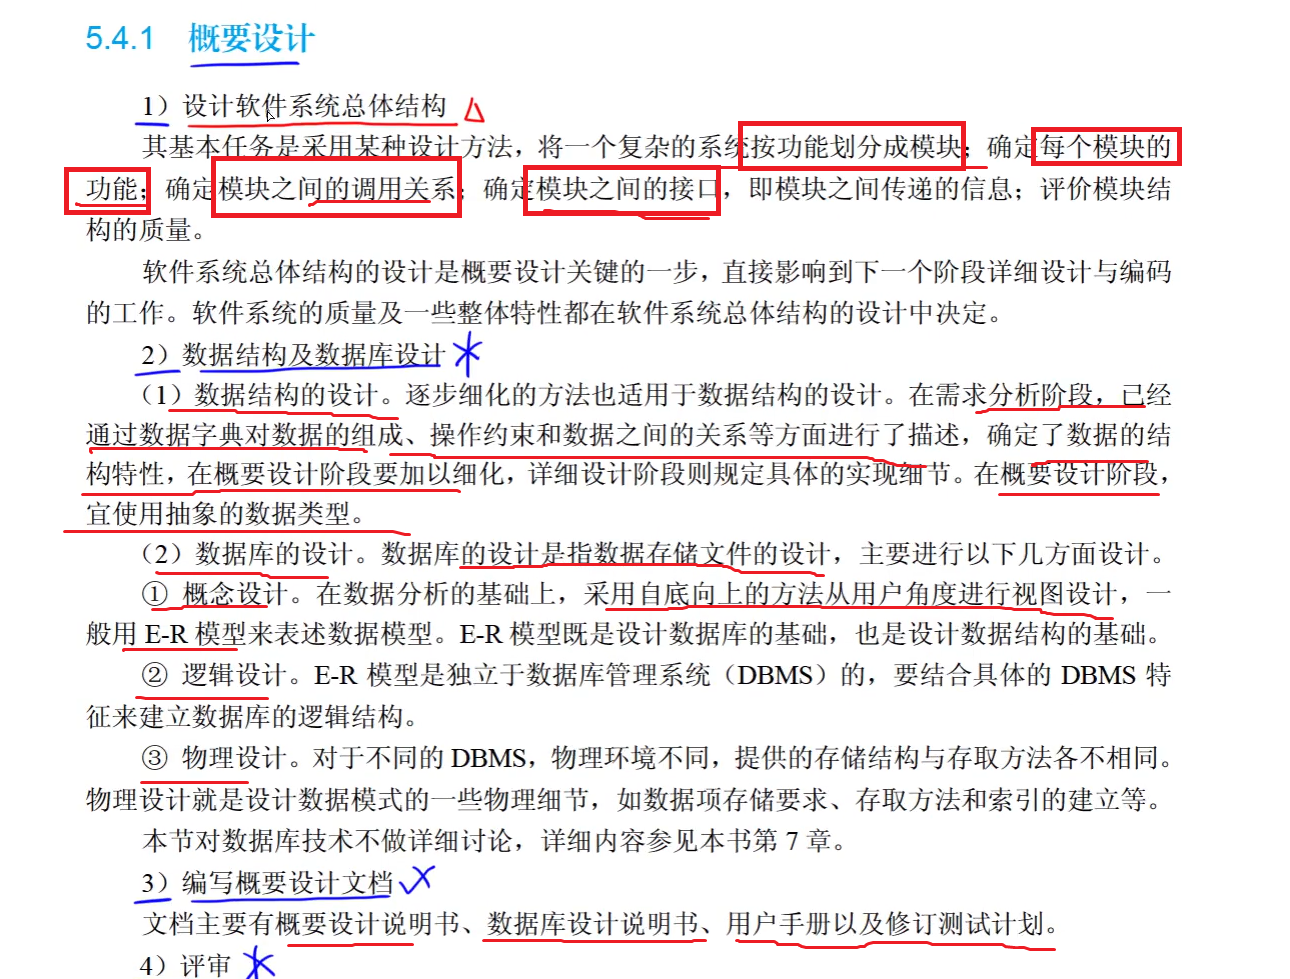 5.4.1 概要设计
1）设计软件系统总体结构
其基本任务是采用某种设计方法，将一个复杂的系统按功能划分成模块；确定每个模块的
功能；确定模块之间的调用关系；确定模块之间的接口，即模块之间传递的信息；评价模块结
构的质量。
软件系统总体结构的设计是概要设计关键的一步，直接影响到下一个阶段详细设计与编码
的工作。软件系统的质量及一些整体特性都在软件系统总体结构的设计中决定。
2）数据结构及数据库设计
（1）数据结构的设计。逐步细化的方法也适用于数据结构的设计。在需求分析阶段，已经
通过数据字典对数据的组成、操作约束和数据之间的关系等方面进行了描述，确定了数据的结
构特性，在概要设计阶段要加以细化，详细设计阶段则规定具体的实现细节。在概要设计阶段，
宜使用抽象的数据类型。
（2）数据库的设计。数据库的设计是指数据存储文件的设计，主要进行以下几方面设计。
① 概念设计。在数据分析的基础上，采用自底向上的方法从用户角度进行视图设计，一
般用 E-R 模型来表述数据模型。E-R 模型既是设计数据库的基础，也是设计数据结构的基础。
② 逻辑设计。E-R 模型是独立于数据库管理系统（DBMS）的，要结合具体的 DBMS 特
征来建立数据库的逻辑结构。
③ 物理设计。对于不同的 DBMS，物理环境不同，提供的存储结构与存取方法各不相同。
物理设计就是设计数据模式的一些物理细节，如数据项存储要求、存取方法和索引的建立等。
本节对数据库技术不做详细讨论，详细内容参见本书第 7 章。
3）编写概要设计文档
文档主要有概要设计说明书、数据库设计说明书、用户手册以及修订测试计划。
4）评审